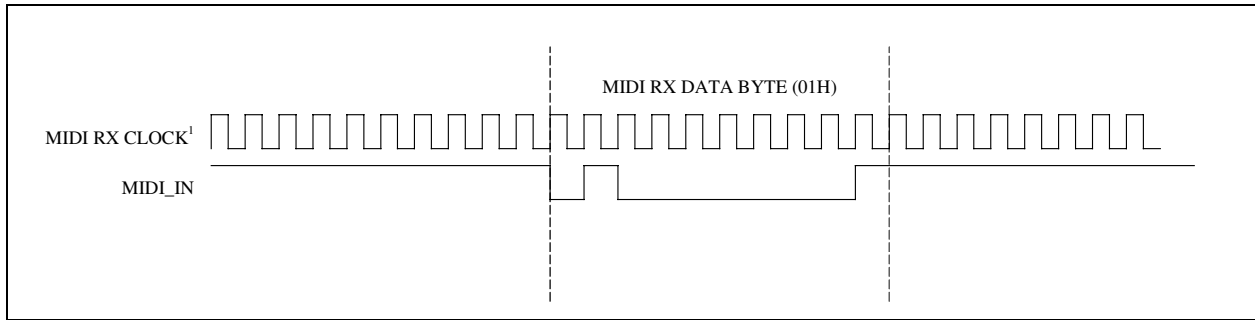 MIDI RX DATA BYTE (01H)
MIDI RX CLOCK¹
MIDI_IN